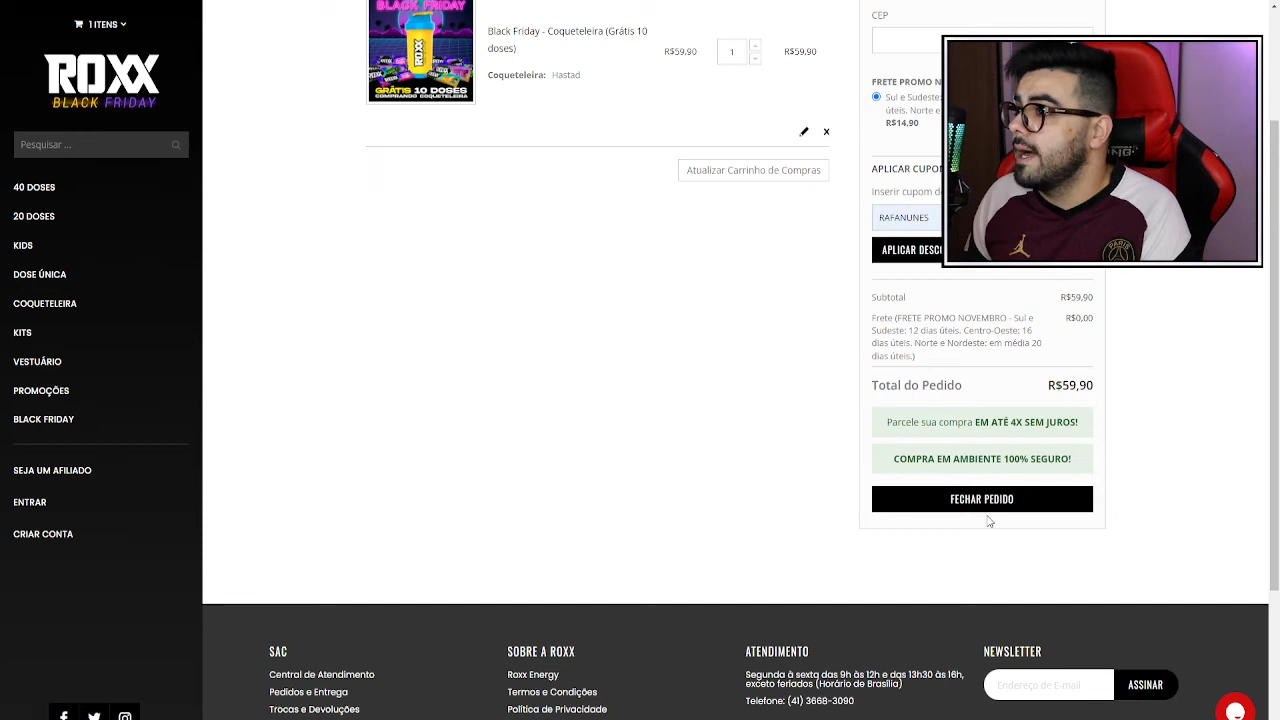 1 ITENS
ROXX
BLACK FRIDAY
Pesquisar ...
40 DOSES
20 DOSES
KIDS
DOSE ÚNICA
COQUETELEIRA
KITS
VESTUÁRIO
PROMOÇÕES
BLACK FRIDAY
SEJA UM AFILIADO
ENTRAR
CRIAR CONTA
BLACK FRIDAY
ROXX
GRÁTIS 10 DOSES
COMPRANDO COQUETELEIRA
Black Friday - Coqueteleira (Grátis 10
doses)
Coqueteleira: Hastad
R$59,90
1
R$59,90
Atualizar Carrinho de Compras
CEP
FRETE PROMO
Sul e Sudeste:
úteis. Norte e
R$14,90
APLICAR CUPO
Inserir cupom d
RAFANUNES
APLICAR DESC
Subtotal R$59,90
Frete (FRETE PROMO NOVEMBRO - Sul e R$0,00
Sudeste: 12 dias úteis. Centro-Oeste: 16
dias úteis. Norte e Nordeste: em média 20
dias úteis.)
Total do Pedido R$59,90
Parcele sua compra EM ATÉ 4X SEM JUROS!
COMPRA EM AMBIENTE 100% SEGURO!
FECHAR PEDIDO
PARIS
SAC
Central de Atendimento
Pedidos e Entrega
Trocas e Devoluções
SOBRE A ROXX
Roxx Energy
Termos e Condições
Política de Privacidade
ATENDIMENTO
Segunda à sexta das 9h às 12h e das 13h30 às 16h,
exceto feriados (Horário de Brasília)
Telefone: (41) 3668-3090
NEWSLETTER
Endereço de E-mail
ASSINAR